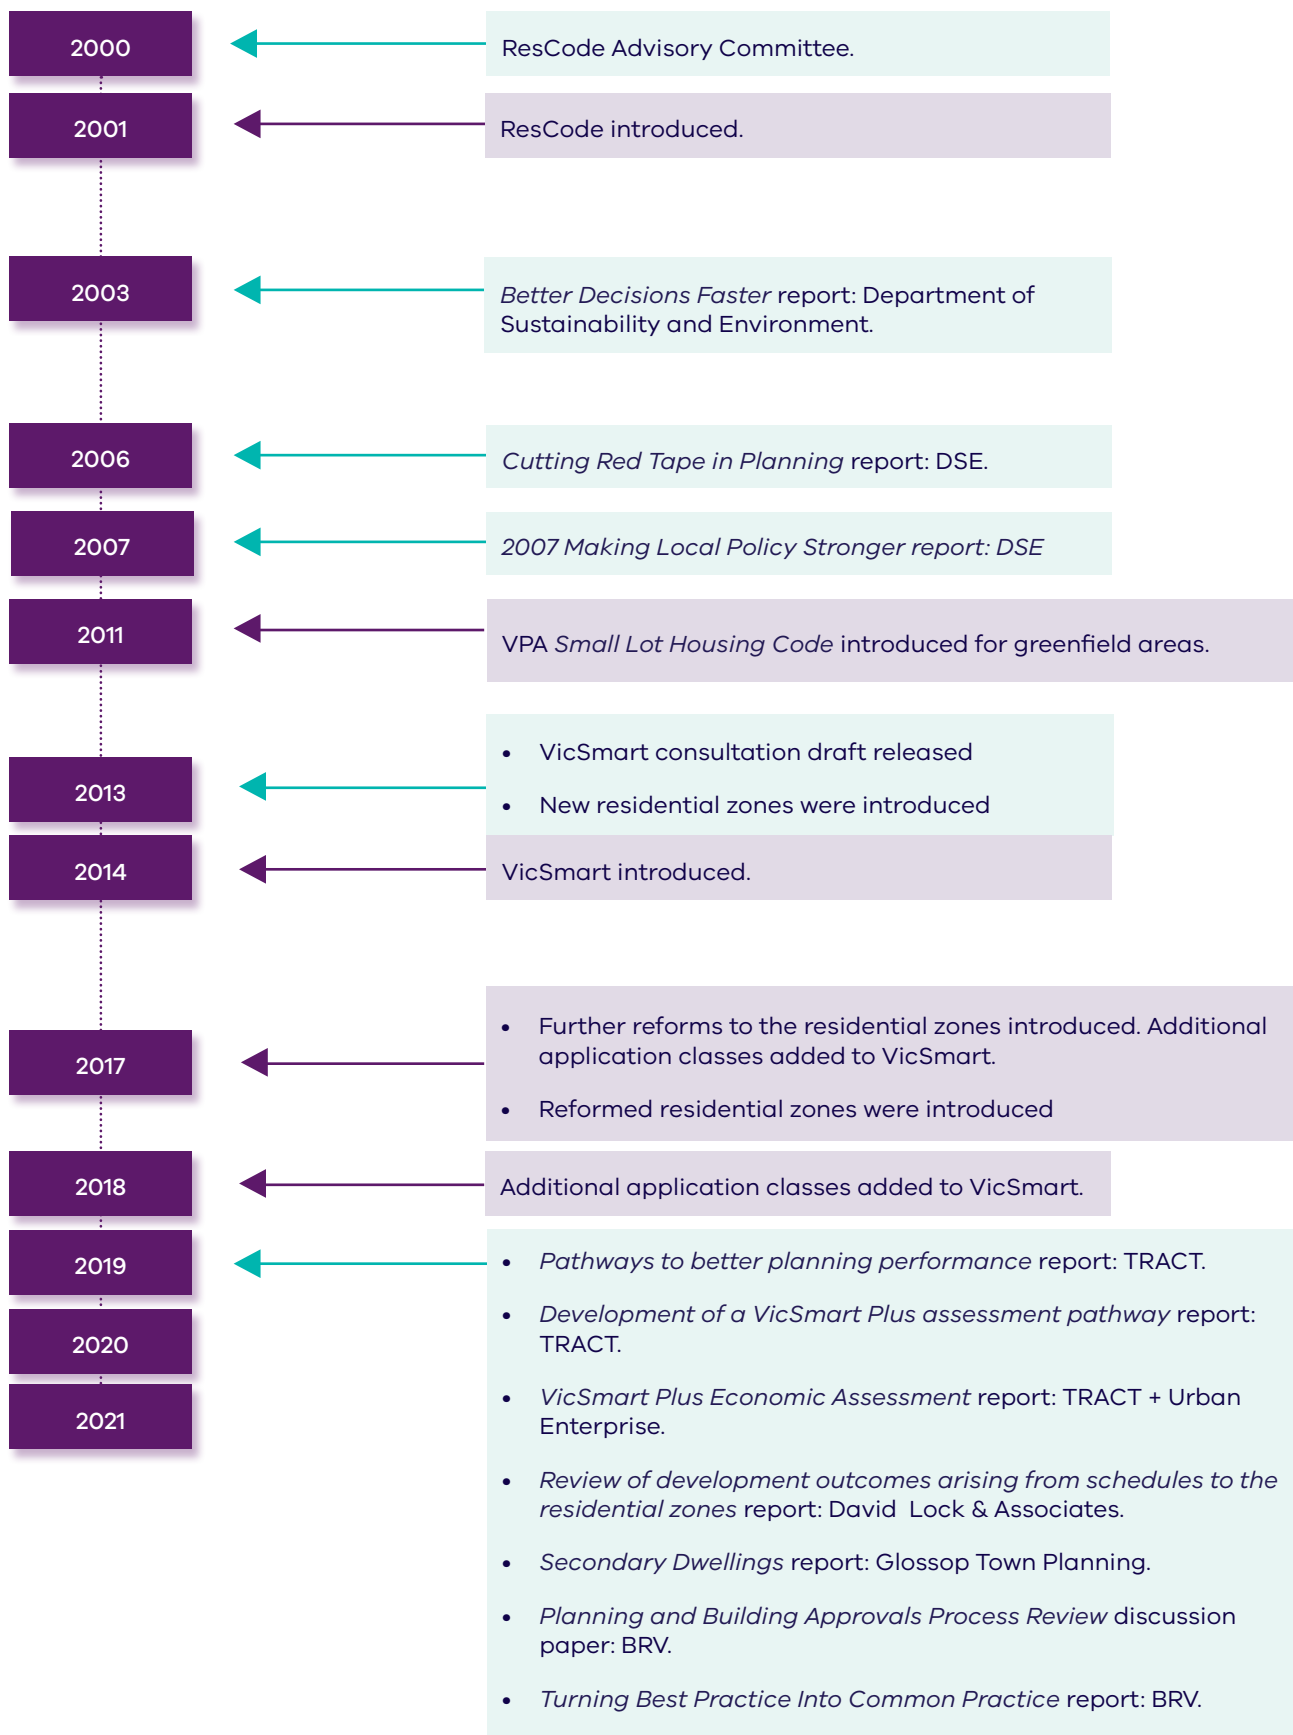 2000
ResCode Advisory Committee.
2001
ResCode introduced.
2003
Better Decisions Faster report: Department of
Sustainability and Environment.
2006
Cutting Red Tape in Planning report: DSE.
2007
2007 Making Local Policy Stronger report: DSE
2011
VPA Small Lot Housing Code introduced for greenfield areas.
2013
• VicSmart consultation draft released
• New residential zones were introduced
2014
VicSmart introduced.
2017
• Further reforms to the residential zones introduced. Additional
application classes added to VicSmart.
• Reformed residential zones were introduced
2018
Additional application classes added to VicSmart.
2019
2020
2021
• Pathways to better planning performance report: TRACT.
• Development of a VicSmart Plus assessment pathway report:
TRACT.
• VicSmart Plus Economic Assessment report: TRACT + Urban
Enterprise.
• Review of development outcomes arising from schedules to the
residential zones report: David Lock & Associates.
• Secondary Dwellings report: Glossop Town Planning.
• Planning and Building Approvals Process Review discussion
paper: BRV.
• Turning Best Practice Into Common Practice report: BRV.